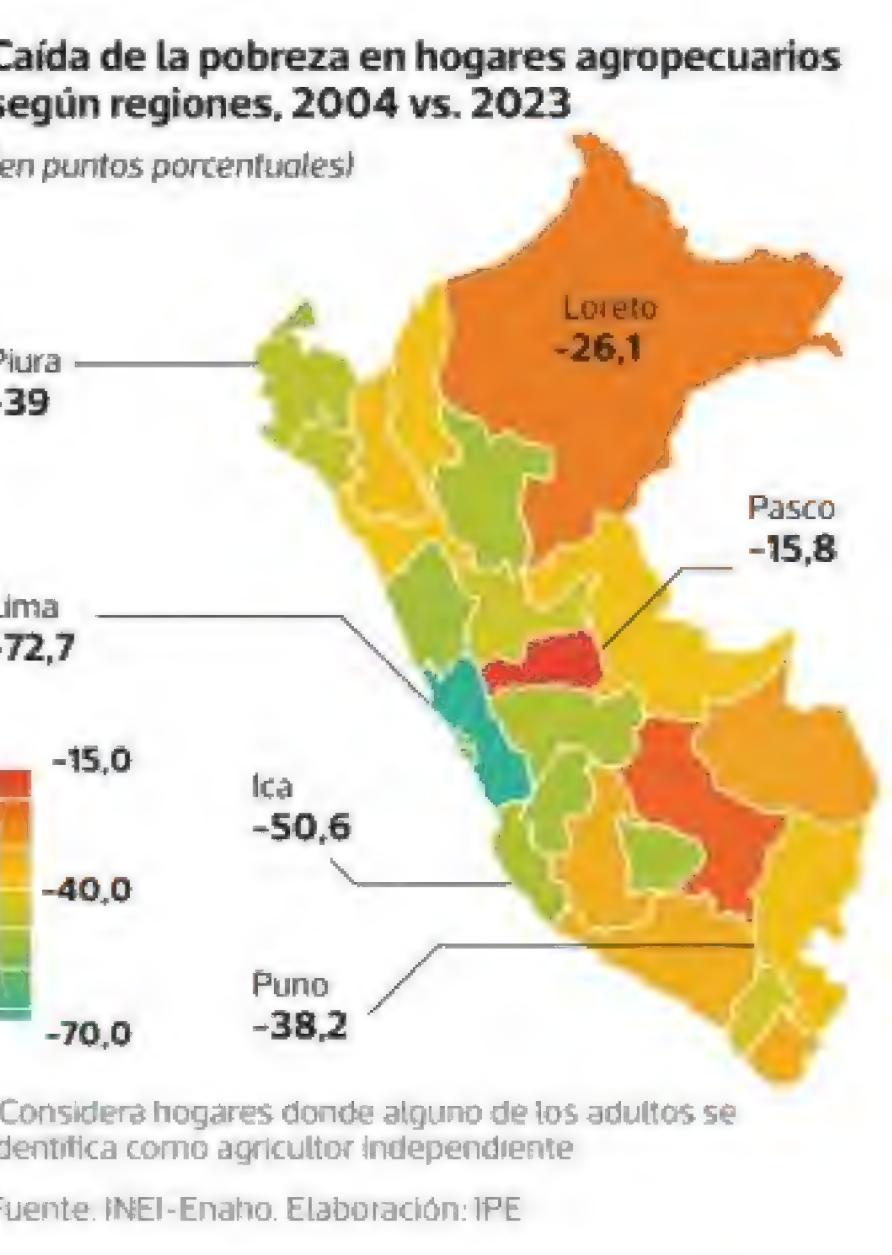 Caída de la pobreza en hogares agropecuarios
según regiones, 2004 vs. 2023
(en puntos porcentuales)
Loreto
-26,1
Piura
-39
Pasco
-15,8
Lima
-72,7
-15,0
Ica
-50,6
-40,0
Puno
-38,2
-70,0
Considera hogares donde alguno de los adultos se
identifica como agricultor independiente
Fuente: INEI-Enaho. Elaboración: IPE